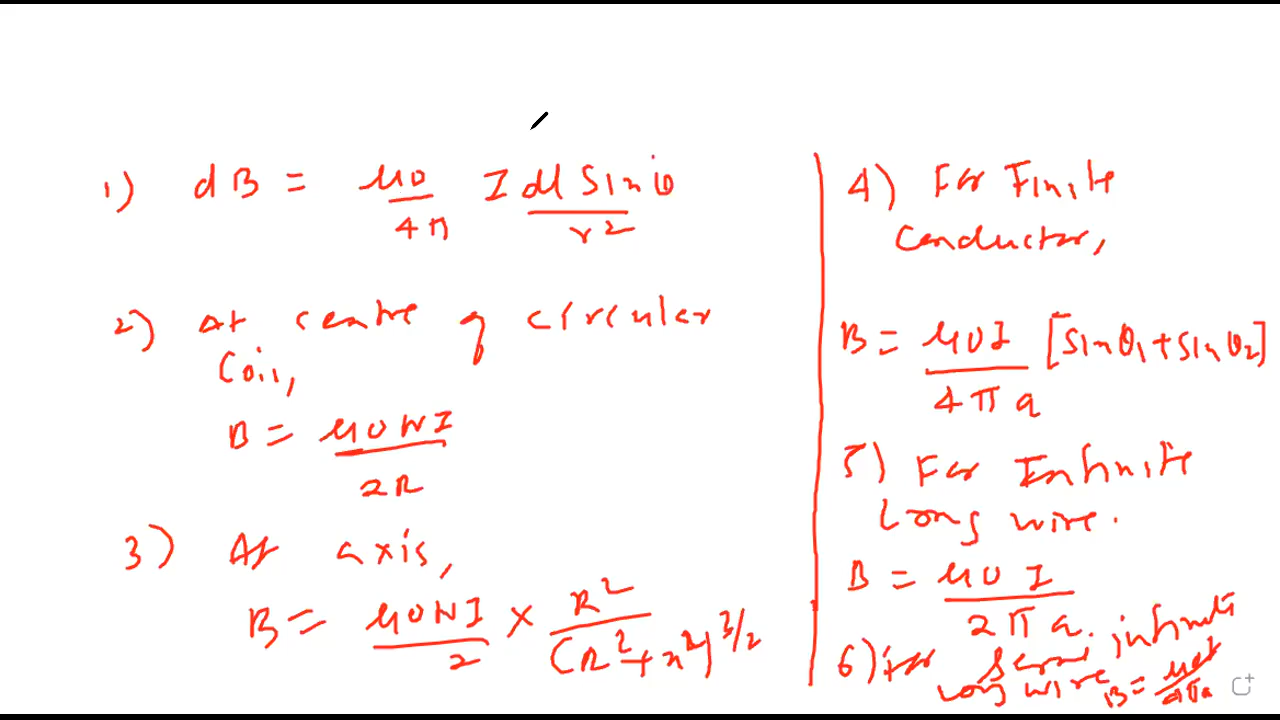 1) dB = μ0/4π I dl Sinθ/r²
2) At centre of circular
Coil,
B = μ0NI/2R
3) At axis,
B = μ0NI/2 × R²/(R²+x²)^3/2
4) For Finite
Conductor,
B = μ0I/4πa [Sinθ₁+Sinθ₂]
5) For Infinite
Long wire.
B = μ0I/2πa.
6) For semi infinite
long wire B = μ0I/4πa